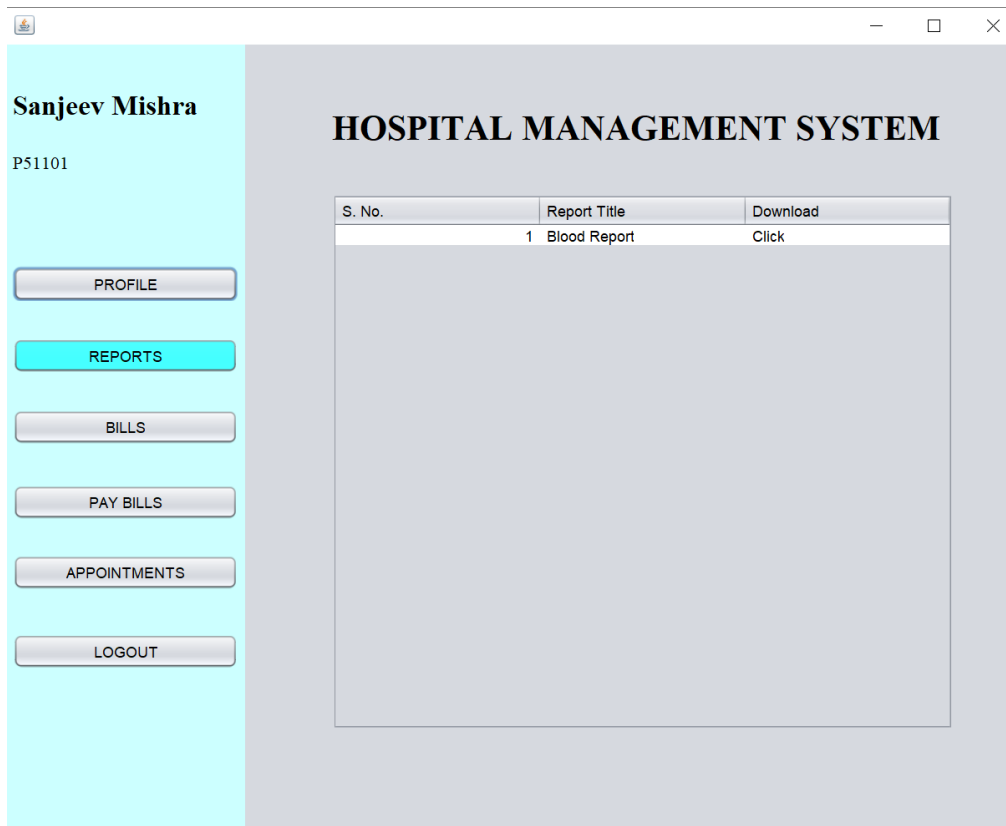 Sanjeev Mishra
P51101
PROFILE
REPORTS
BILLS
PAY BILLS
APPOINTMENTS
LOGOUT
HOSPITAL MANAGEMENT SYSTEM
S. No. Report Title Download
1 Blood Report Click